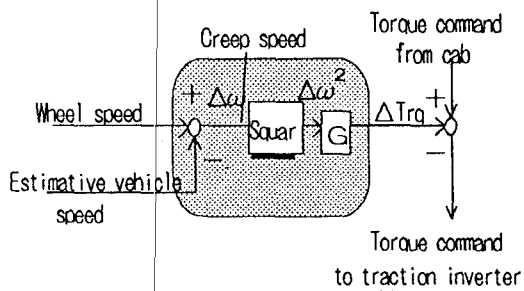 Torque command
from cab
Creep speed
+ Δω Δω²
Wheel speed
Squar
G
ΔTrq
+
−
−
Estimative vehicle
speed
Torque command
to traction inverter